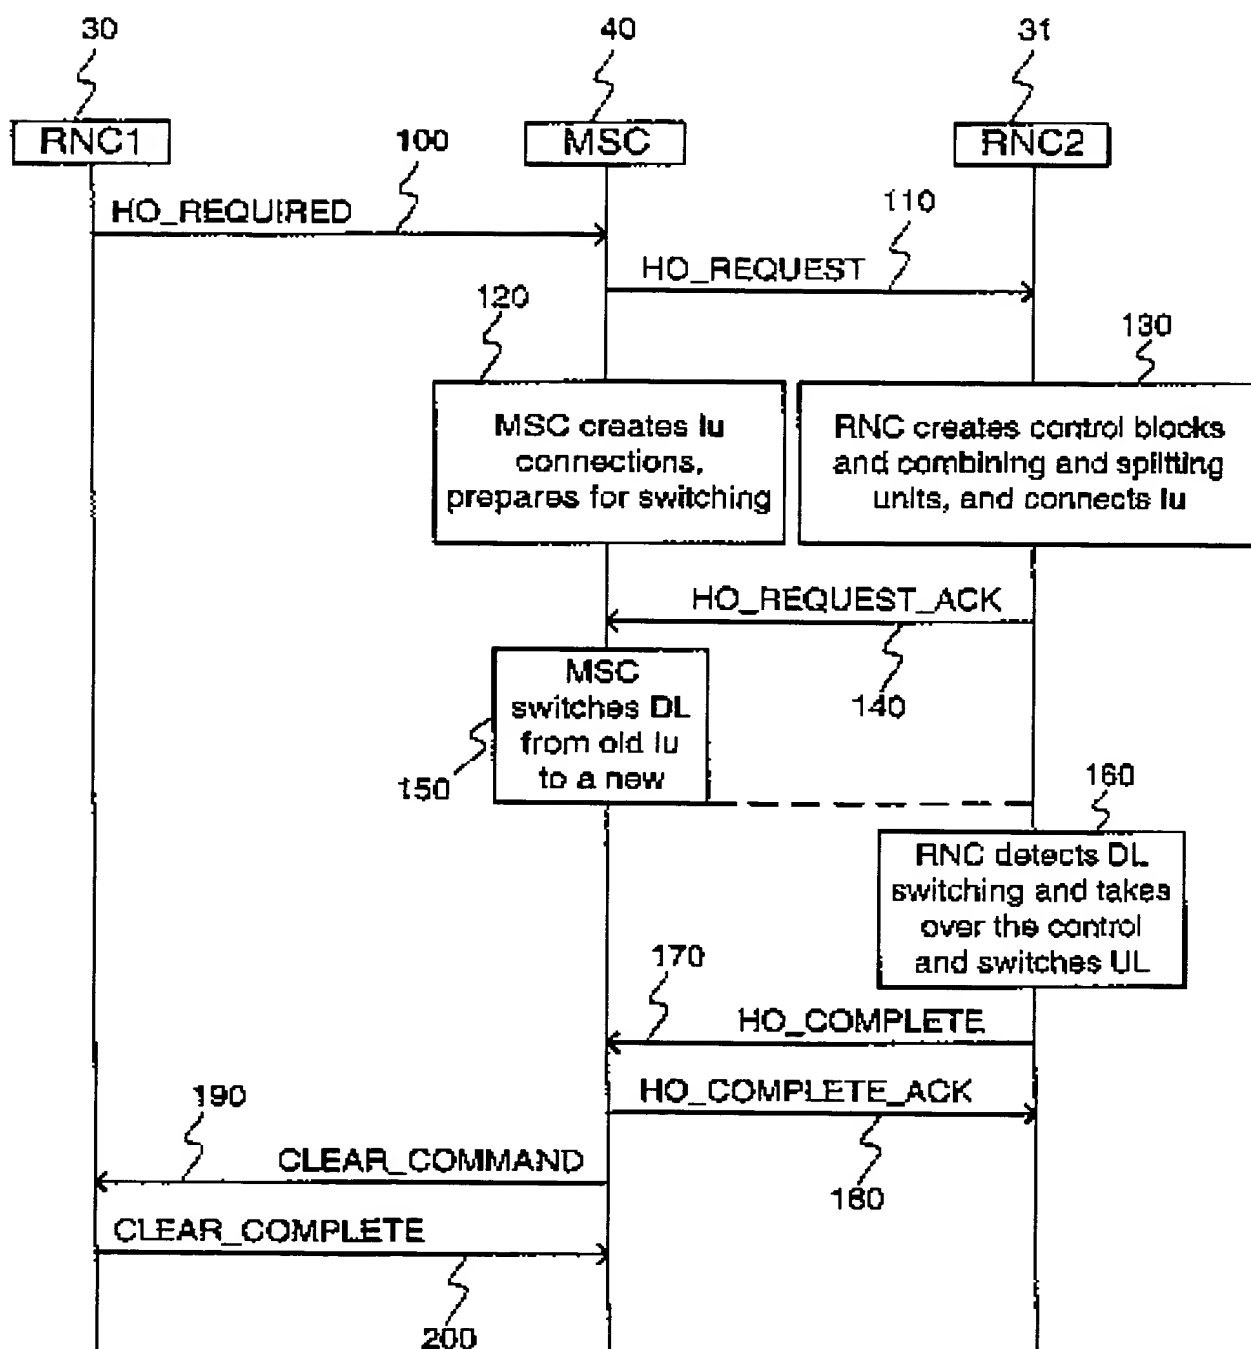 30
40
31
RNC1
MSC
RNC2
100
HO_REQUIRED
110
HO_REQUEST
120
130
MSC creates Iu
connections,
prepares for switching
RNC creates control blocks
and combining and splitting
units, and connects Iu
HO_REQUEST_ACK
140
MSC
switches DL
from old Iu
to a new
150
160
RNC detects DL
switching and takes
over the control
and switches UL
170
HO_COMPLETE
HO_COMPLETE_ACK
180
190
CLEAR_COMMAND
CLEAR_COMPLETE
200